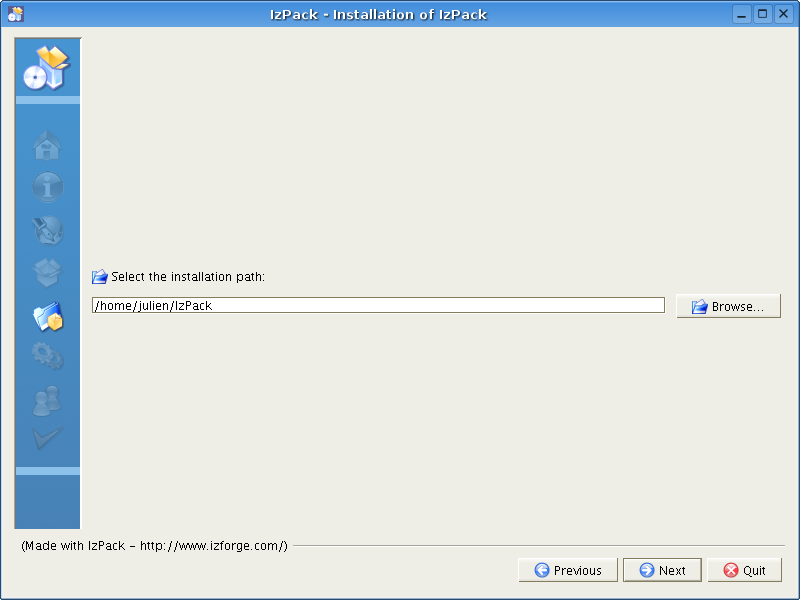 IzPack - Installation of IzPack
Select the installation path:
/home/julien/IzPack
Browse...
(Made with IzPack - http://www.izforge.com/)
Previous
Next
Quit